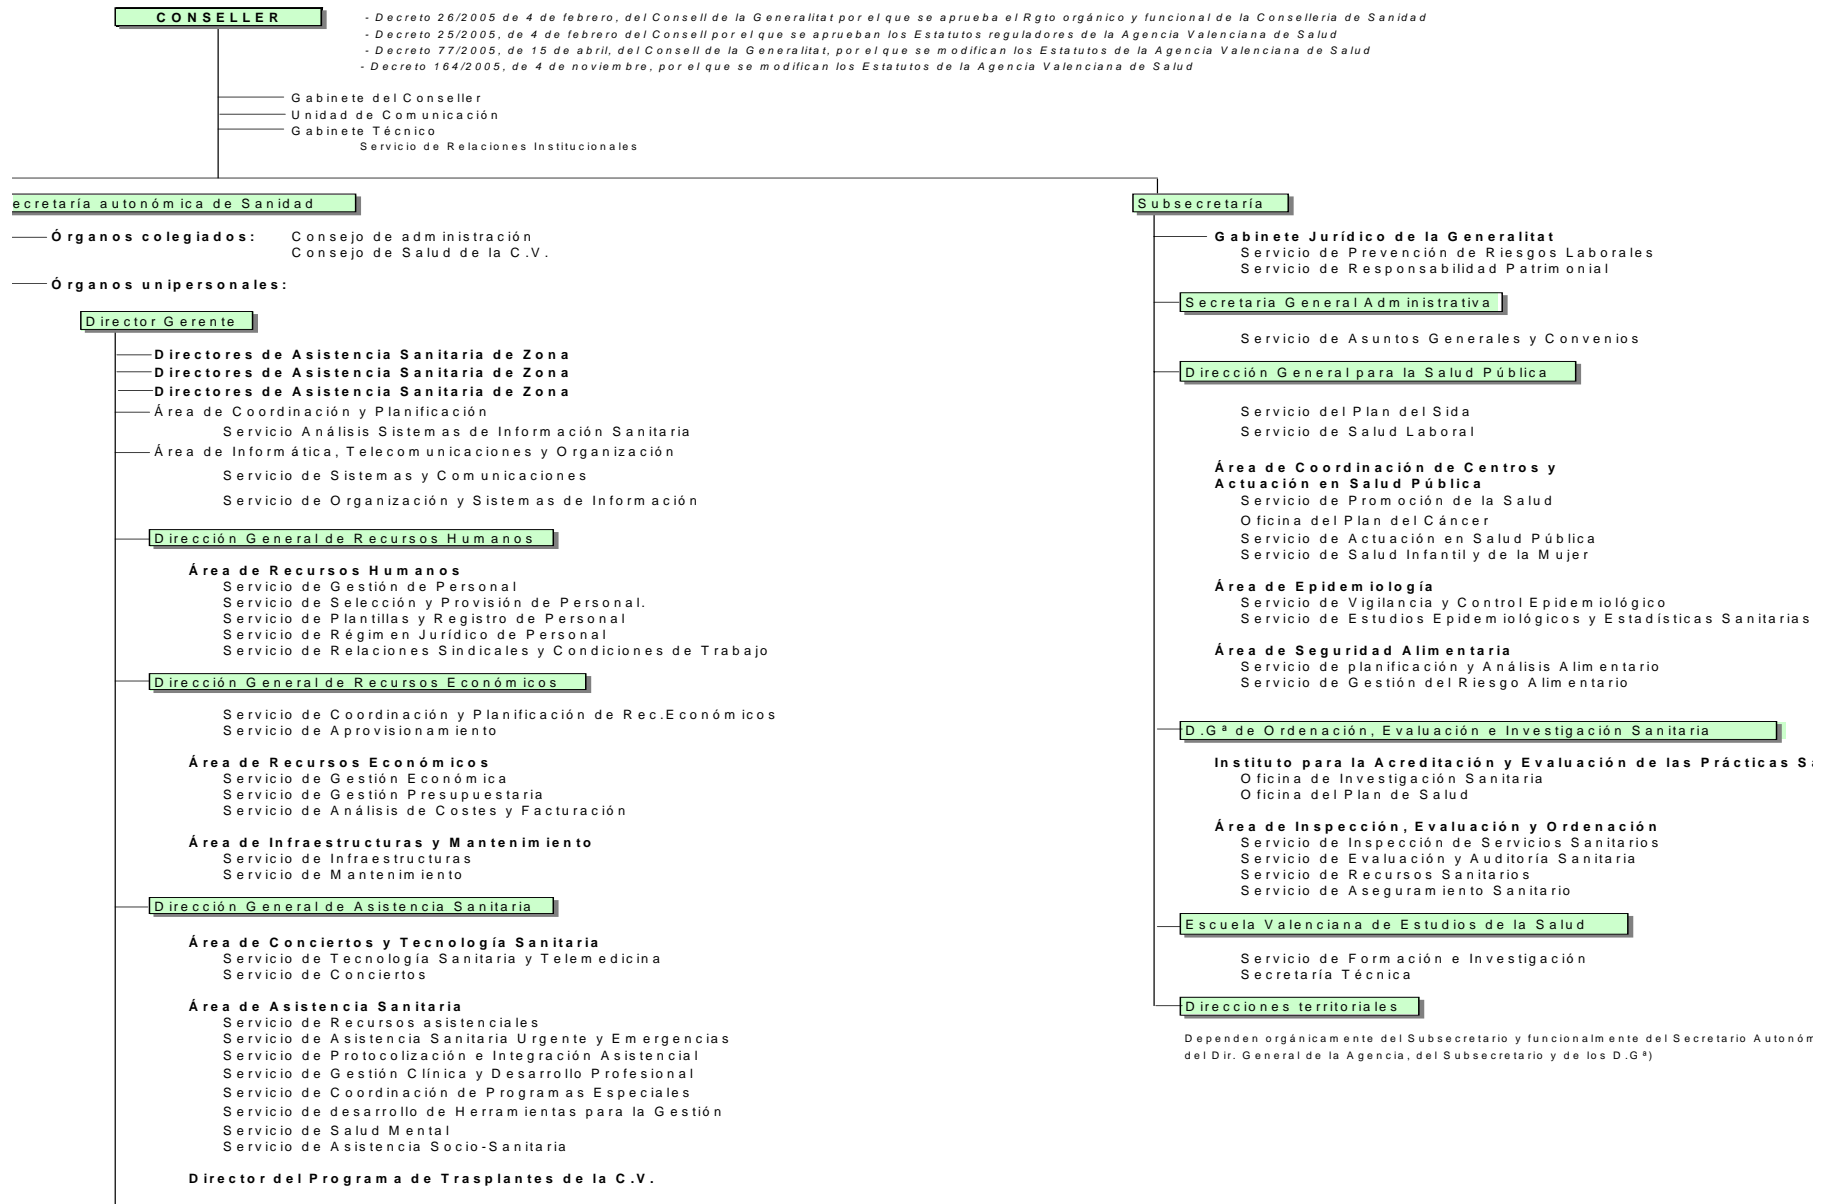 CONSELLER
- Decreto 26/2005 de 4 de febrero, del Consell de la Generalitat por el que se aprueba el Rgto orgánico y funcional de la Conselleria de Sanidad
- Decreto 25/2005, de 4 de febrero del Consell por el que se aprueban los Estatutos reguladores de la Agencia Valenciana de Salud
- Decreto 77/2005, de 15 de abril, del Consell de la Generalitat, por el que se modifican los Estatutos de la Agencia Valenciana de Salud
- Decreto 164/2005, de 4 de noviembre, por el que se modifican los Estatutos de la Agencia Valenciana de Salud
Gabinete del Conseller
Unidad de Comunicación
Gabinete Técnico
Servicio de Relaciones Institucionales
ecretaría autonómica de Sanidad
Órganos colegiados: Consejo de administración
Consejo de Salud de la C.V.
Órganos unipersonales:
Director Gerente
Directores de Asistencia Sanitaria de Zona
Directores de Asistencia Sanitaria de Zona
Directores de Asistencia Sanitaria de Zona
Área de Coordinación y Planificación
Servicio Análisis Sistemas de Información Sanitaria
Área de Informática, Telecomunicaciones y Organización
Servicio de Sistemas y Comunicaciones
Servicio de Organización y Sistemas de Información
Dirección General de Recursos Humanos
Área de Recursos Humanos
Servicio de Gestión de Personal
Servicio de Selección y Provisión de Personal.
Servicio de Plantillas y Registro de Personal
Servicio de Régimen Jurídico de Personal
Servicio de Relaciones Sindicales y Condiciones de Trabajo
Dirección General de Recursos Económicos
Servicio de Coordinación y Planificación de Rec.Económicos
Servicio de Aprovisionamiento
Área de Recursos Económicos
Servicio de Gestión Económica
Servicio de Gestión Presupuestaria
Servicio de Análisis de Costes y Facturación
Área de Infraestructuras y Mantenimiento
Servicio de Infraestructuras
Servicio de Mantenimiento
Dirección General de Asistencia Sanitaria
Área de Conciertos y Tecnología Sanitaria
Servicio de Tecnología Sanitaria y Telemedicina
Servicio de Conciertos
Área de Asistencia Sanitaria
Servicio de Recursos asistenciales
Servicio de Asistencia Sanitaria Urgente y Emergencias
Servicio de Protocolización e Integración Asistencial
Servicio de Gestión Clínica y Desarrollo Profesional
Servicio de Coordinación de Programas Especiales
Servicio de desarrollo de Herramientas para la Gestión
Servicio de Salud Mental
Servicio de Asistencia Socio-Sanitaria
Director del Programa de Trasplantes de la C.V.
Subsecretaría
Gabinete Jurídico de la Generalitat
Servicio de Prevención de Riesgos Laborales
Servicio de Responsabilidad Patrimonial
Secretaria General Administrativa
Servicio de Asuntos Generales y Convenios
Dirección General para la Salud Pública
Servicio del Plan del Sida
Servicio de Salud Laboral
Área de Coordinación de Centros y
Actuación en Salud Pública
Servicio de Promoción de la Salud
Oficina del Plan del Cáncer
Servicio de Actuación en Salud Pública
Servicio de Salud Infantil y de la Mujer
Área de Epidemiología
Servicio de Vigilancia y Control Epidemiológico
Servicio de Estudios Epidemiológicos y Estadísticas Sanitarias
Área de Seguridad Alimentaria
Servicio de planificación y Análisis Alimentario
Servicio de Gestión del Riesgo Alimentario
D.Gª de Ordenación, Evaluación e Investigación Sanitaria
Instituto para la Acreditación y Evaluación de las Prácticas S
Oficina de Investigación Sanitaria
Oficina del Plan de Salud
Área de Inspección, Evaluación y Ordenación
Servicio de Inspección de Servicios Sanitarios
Servicio de Evaluación y Auditoría Sanitaria
Servicio de Recursos Sanitarios
Servicio de Aseguramiento Sanitario
Escuela Valenciana de Estudios de la Salud
Servicio de Formación e Investigación
Secretaría Técnica
Direcciones territoriales
Dependen orgánicamente del Subsecretario y funcionalmente del Secretario Autonóm
del Dir. General de la Agencia, del Subsecretario y de los D.Gª)